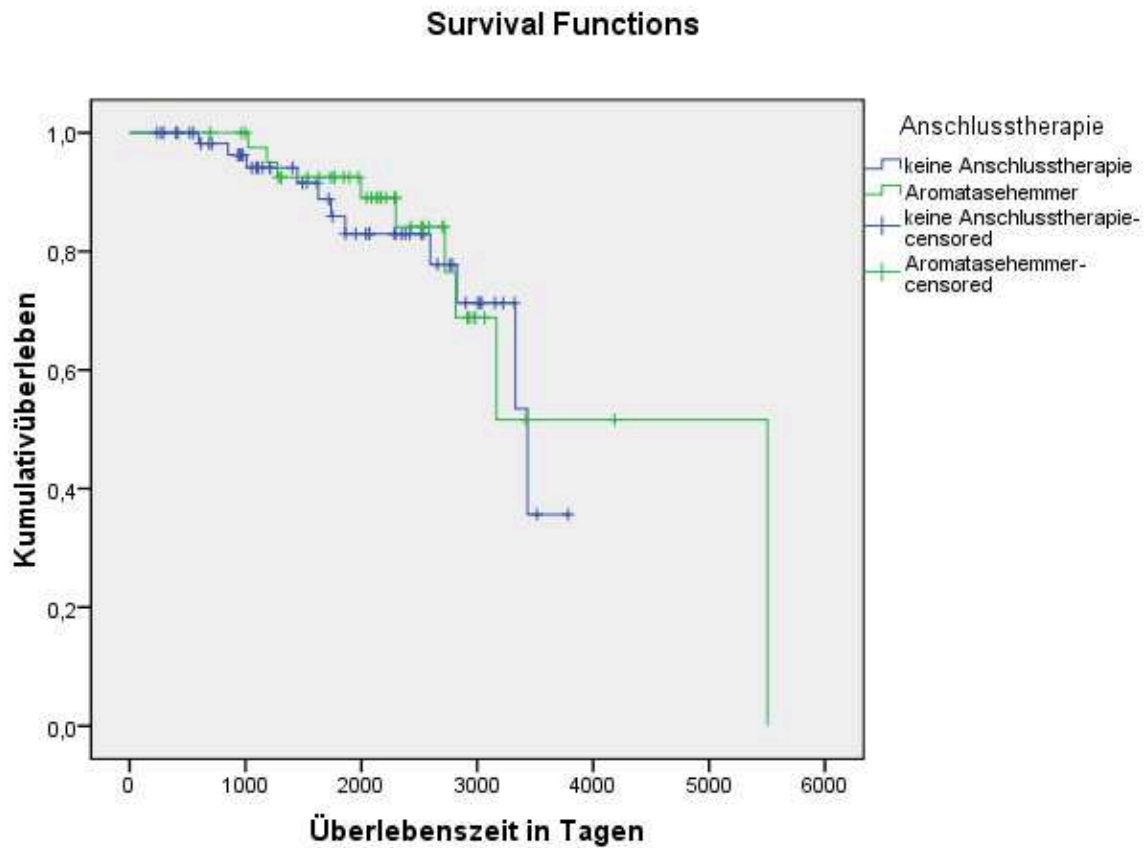 Survival Functions
Kumulativüberleben
1,0
0,8
0,6
0,4
0,2
0,0
0
1000
2000
3000
4000
5000
6000
Überlebenszeit in Tagen
Anschlusstherapie
keine Anschlusstherapie
Aromatasehemmer
keine Anschlusstherapie-
censored
Aromatasehemmer-
censored